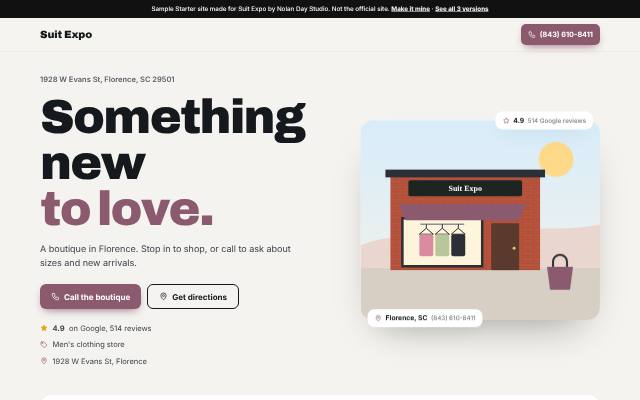 Sample Starter site made for Suit Expo by Nolan Day Studio. Not the official site. Make it mine · See all 3 versions
Suit Expo
(843) 610-8411
1928 W Evans St, Florence, SC 29501
Something
new
to love.
A boutique in Florence. Stop in to shop, or call to ask about
sizes and new arrivals.
Call the boutique
Get directions
4.9 on Google, 514 reviews
Men's clothing store
1928 W Evans St, Florence
4.9 514 Google reviews
Suit Expo
Florence, SC (843) 610-8411